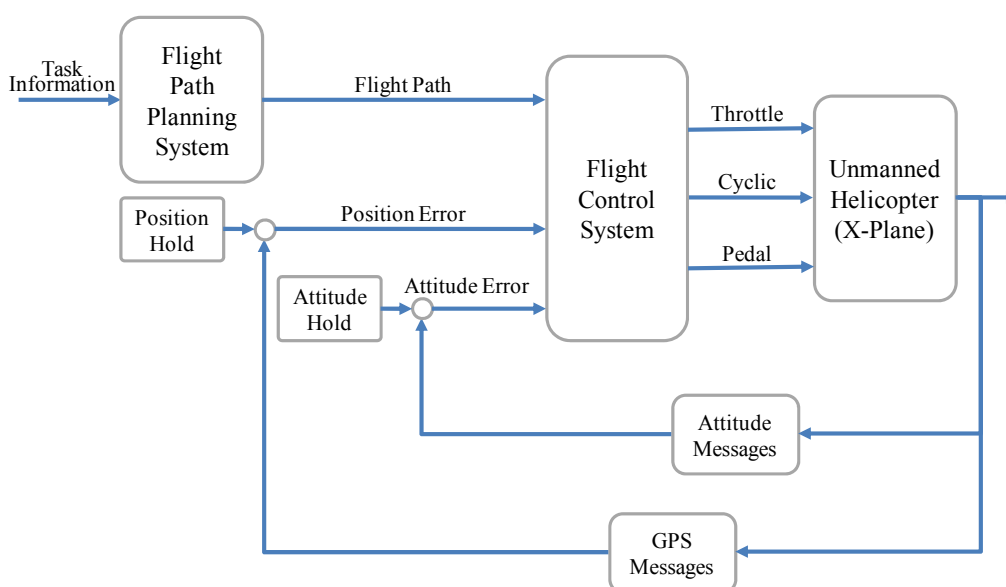 Task
Information
Flight
Path
Planning
System
Flight Path
Position
Hold
Position Error
Attitude
Hold
Attitude Error
Flight
Control
System
Throttle
Cyclic
Pedal
Unmanned
Helicopter
(X-Plane)
Attitude
Messages
GPS
Messages